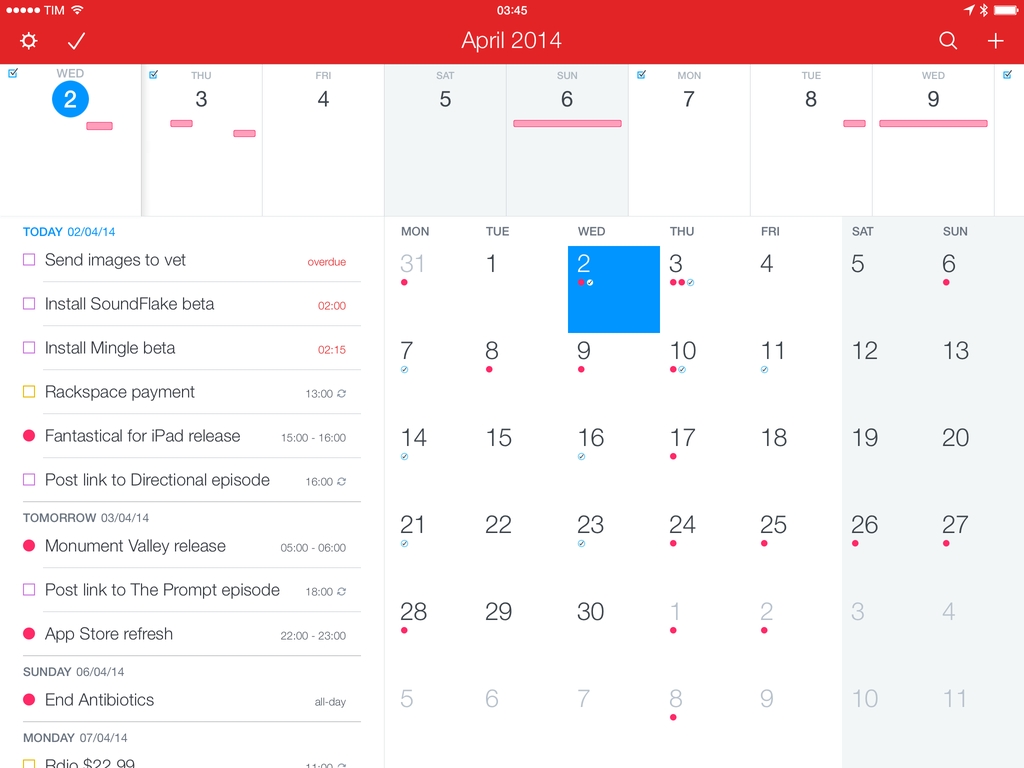 TIM 03:45
April 2014
WED THU FRI SAT SUN MON TUE WED
2 3 4 5 6 7 8 9
TODAY 02/04/14
Send images to vet overdue
Install SoundFlake beta 02:00
Install Mingle beta 02:15
Rackspace payment 13:00
Fantastical for iPad release 15:00 - 16:00
Post link to Directional episode 16:00
TOMORROW 03/04/14
Monument Valley release 05:00 - 06:00
Post link to The Prompt episode 18:00
App Store refresh 22:00 - 23:00
SUNDAY 06/04/14
End Antibiotics all-day
MONDAY 07/04/14
Rdio $22.99 11:00
MON TUE WED THU FRI SAT SUN
31 1 2 3 4 5 6
7 8 9 10 11 12 13
14 15 16 17 18 19 20
21 22 23 24 25 26 27
28 29 30 1 2 3 4
5 6 7 8 9 10 11